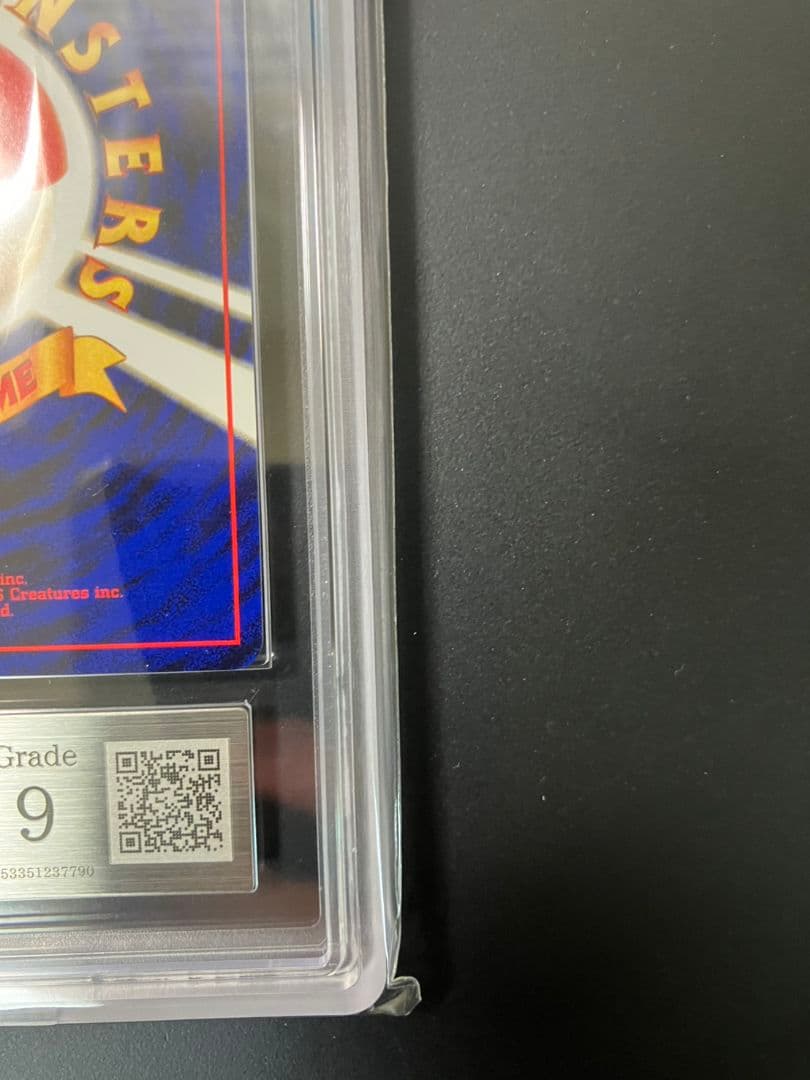 NSTERS
ME
inc.
Creatures inc.
d.
Grade
9
53351237790